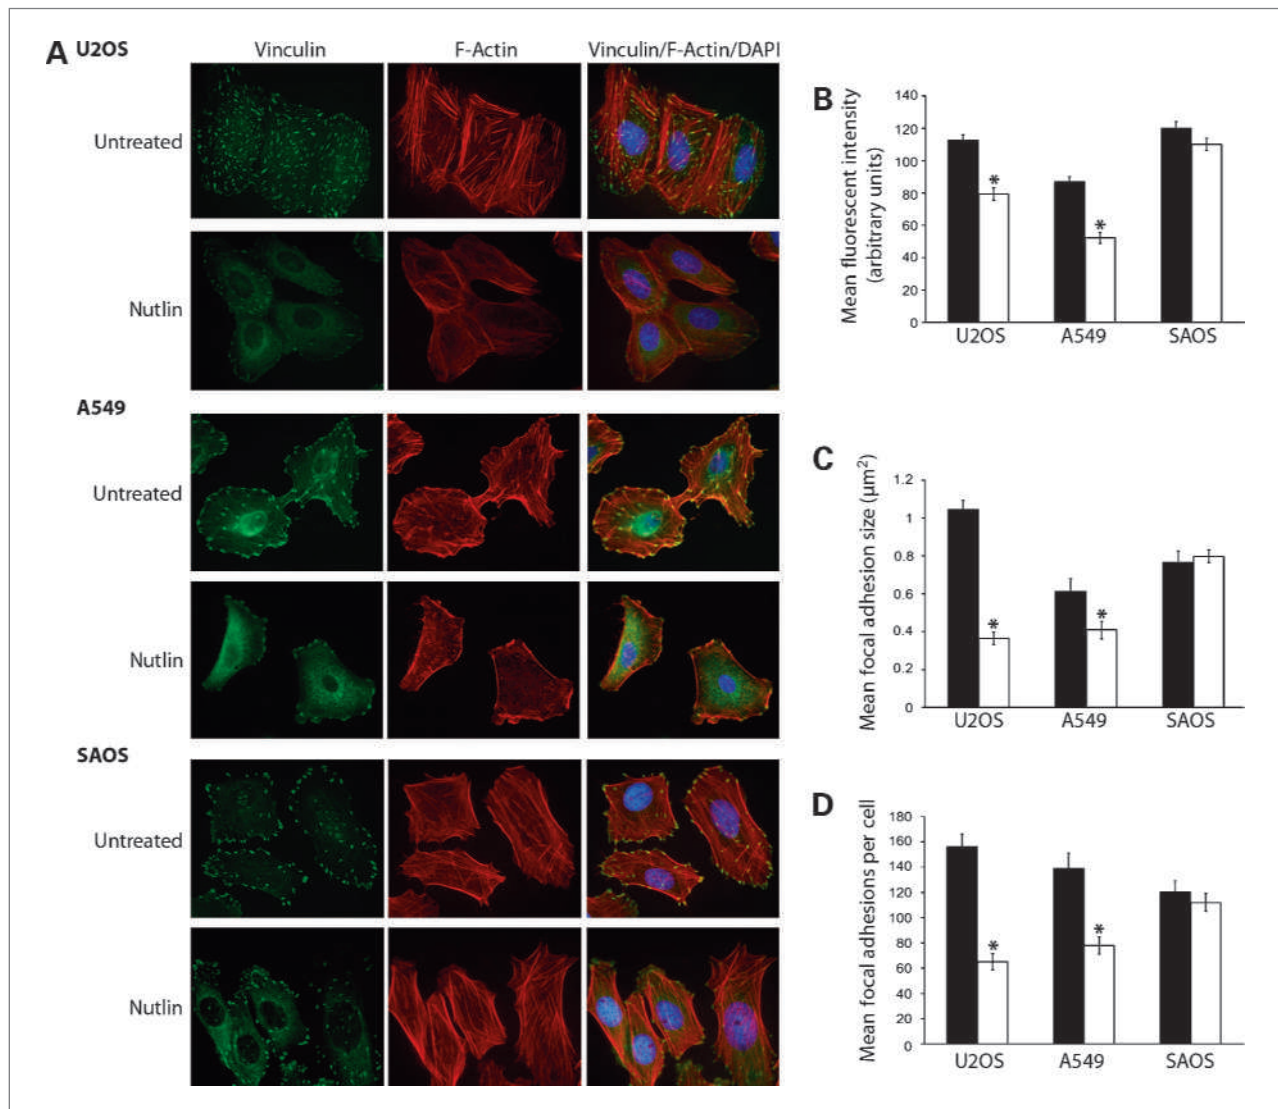 A U2OS Vinculin F-Actin Vinculin/F-Actin/DAPI
Untreated
Nutlin
A549
Untreated
Nutlin
SAOS
Untreated
Nutlin
B
Mean fluorescent intensity
(arbitrary units)
140
120
100
80
60
40
20
0
*
*
U2OS A549 SAOS
C
Mean focal adhesion size (µm²)
1.2
1
0.8
0.6
0.4
0.2
0
*
*
U2OS A549 SAOS
D
Mean focal adhesions per cell
180
160
140
120
100
80
60
40
20
0
*
*
U2OS A549 SAOS